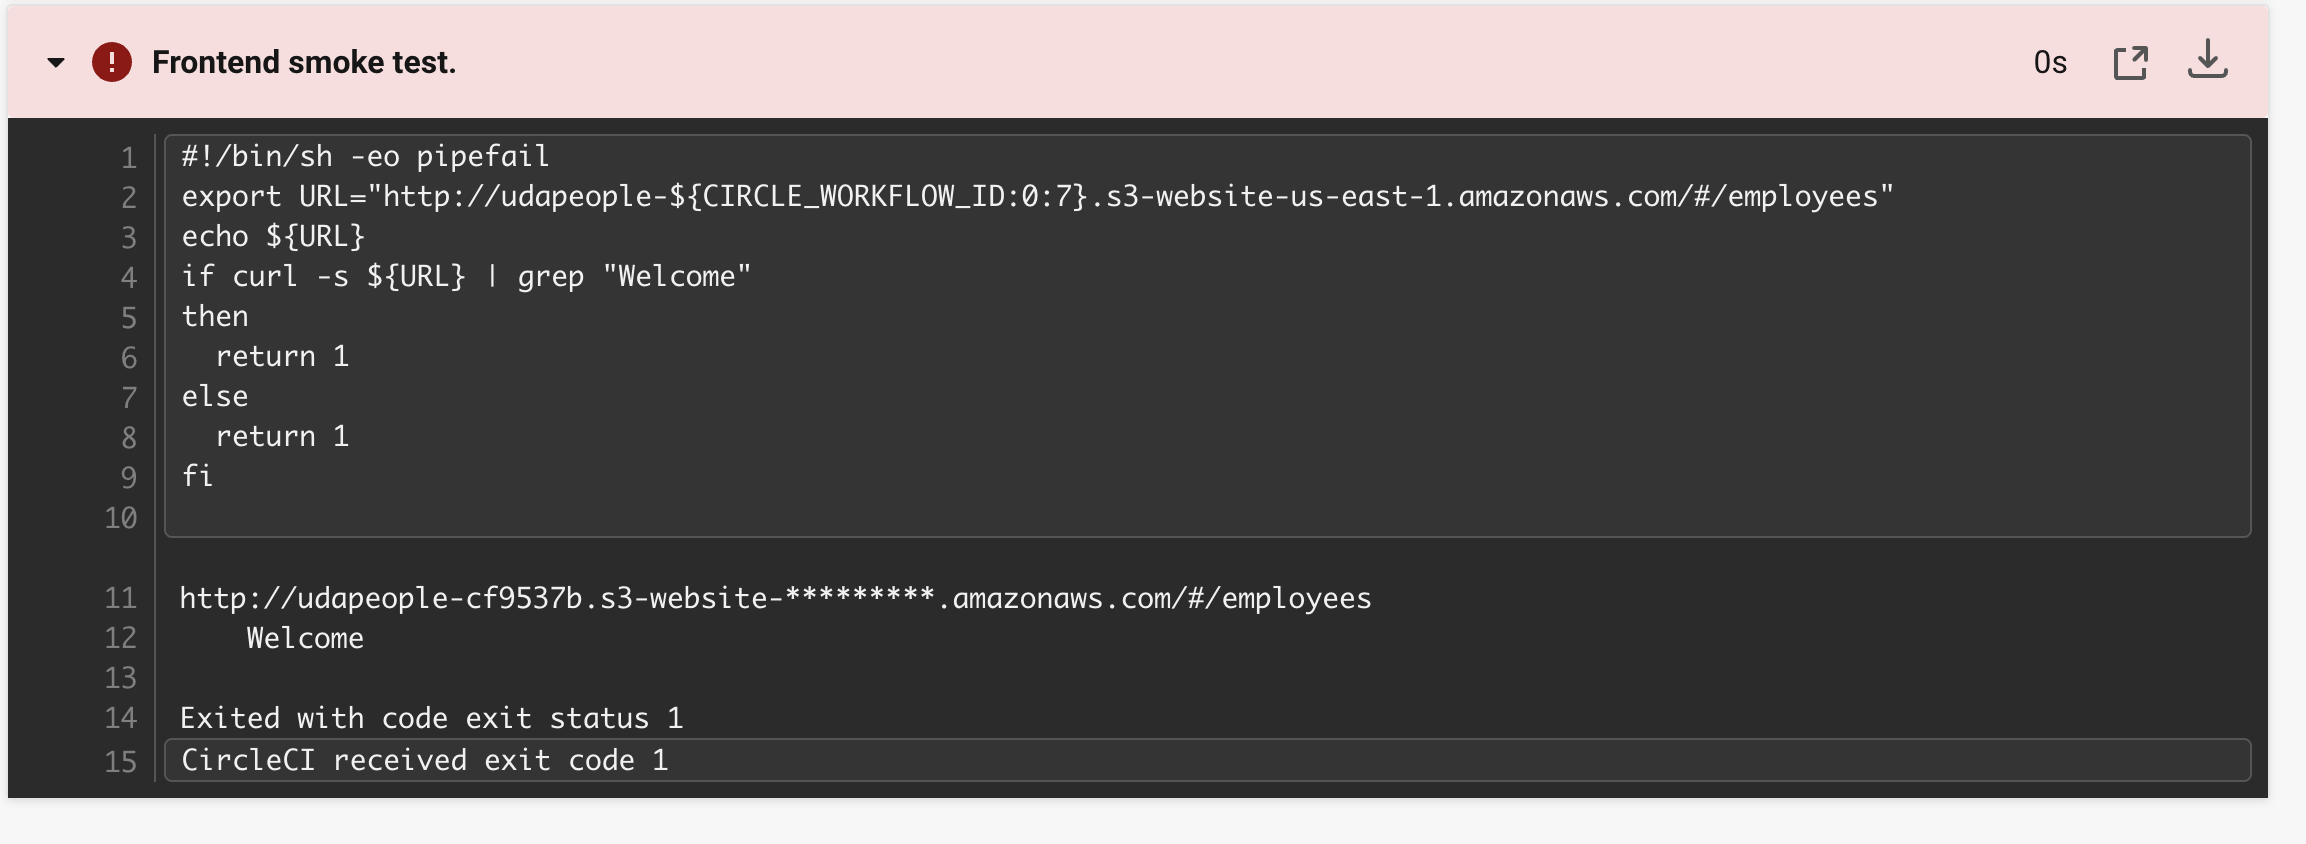 Frontend smoke test.
0s
1 #!/bin/sh -eo pipefail
2 export URL="http://udapeople-${CIRCLE_WORKFLOW_ID:0:7}.s3-website-us-east-1.amazonaws.com/#/employees"
3 echo ${URL}
4 if curl -s ${URL} | grep "Welcome"
5 then
6   return 1
7 else
8   return 1
9 fi
10
11 http://udapeople-cf9537b.s3-website-*********.amazonaws.com/#/employees
12     Welcome
13
14 Exited with code exit status 1
15 CircleCI received exit code 1